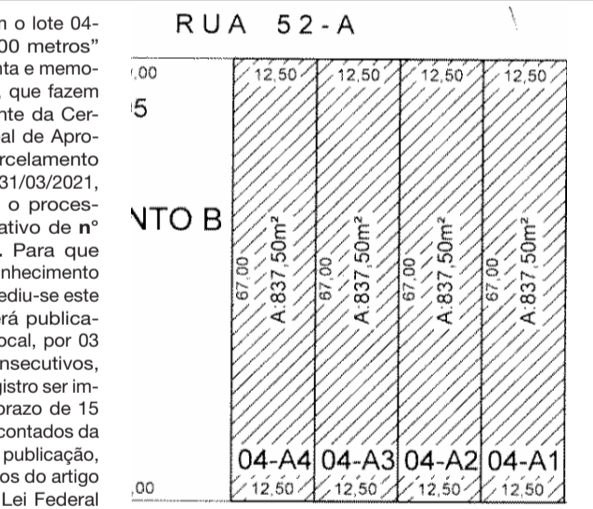 n o lote 04-
00 metros”
nta e memo-
, que fazem
nte da Cer-
al de Apro-
rcelamento
31/03/2021,
o proces-
ativo de n°
. Para que
nhecimento
ediu-se este
erá publica-
ocal, por 03
nsecutivos,
gistro ser im-
orazo de 15
contados da
publicação,
os do artigo
Lei Federal
RUA 52-A
,00
12,50 12,50 12,50 12,50
5
NTO B
67,00 A:837,50m²
67,00 A:837,50m²
67,00 A:837,50m²
67,00 A:837,50m²
04-A4 04-A3 04-A2 04-A1
,00
12,50 12,50 12,50 12,50